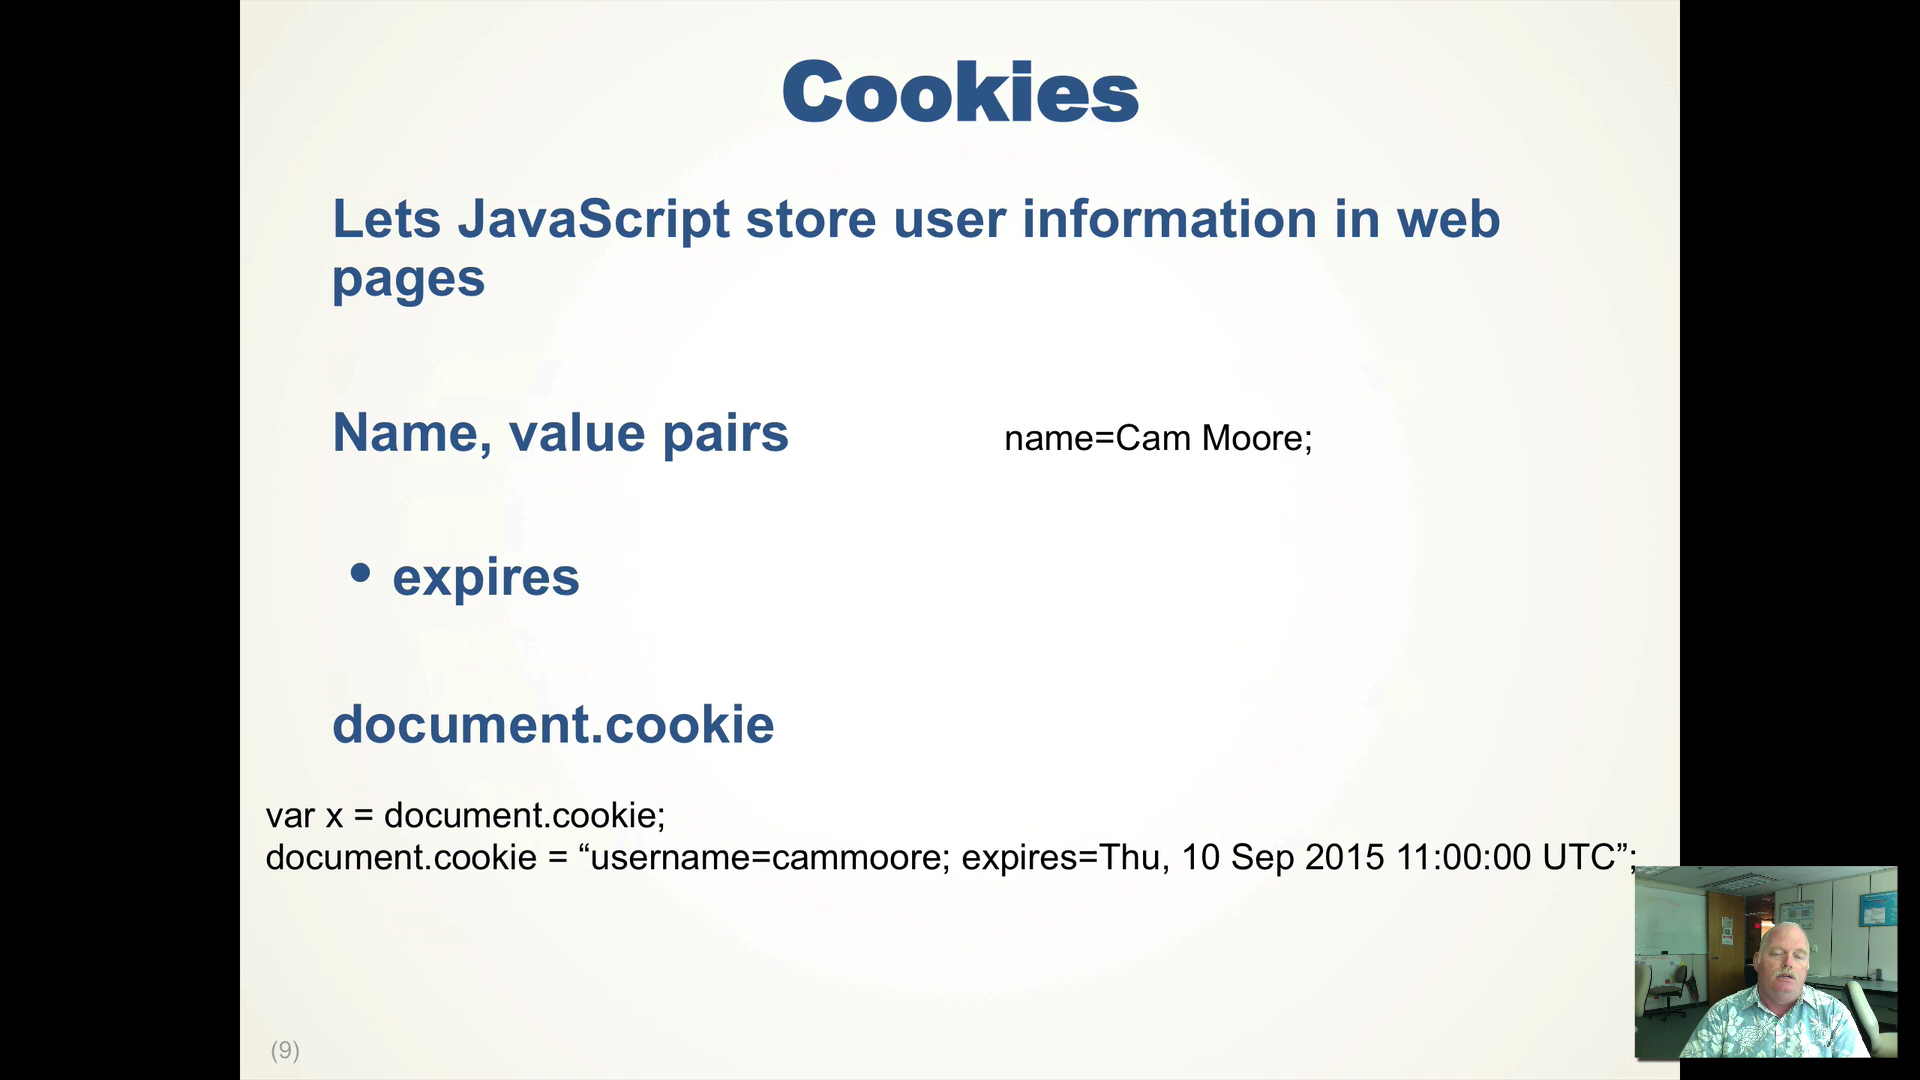 Cookies
Lets JavaScript store user information in web
pages
Name, value pairs
name=Cam Moore;
• expires
document.cookie
var x = document.cookie;
document.cookie = “username=cammoore; expires=Thu, 10 Sep 2015 11:00:00 UTC”;
(9)